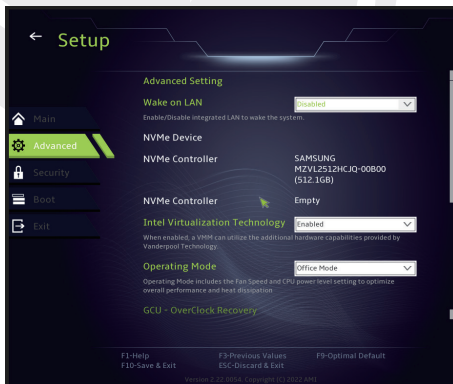 Setup
Advanced Setting
Wake on LAN Disabled
Enable/Disable integrated LAN to wake the system.
NVMe Device
NVMe Controller SAMSUNG
MZVL2512HCJQ-00B00
(512.1GB)
NVMe Controller Empty
Intel Virtualization Technology Enabled
When enabled, a VMM can utilize the additional hardware capabilities provided by
Vanderpool Technology.
Operating Mode Office Mode
Operating Mode includes the Fan Speed and CPU power level setting to optimize
overall performance and heat dissipation
GCU - OverClock Recovery
Main
Advanced
Security
Boot
Exit
F1-Help F3-Previous Values F9-Optimal Default
F10-Save & Exit ESC-Discard & Exit
Version 2.22.0054. Copyright (C) 2022 AMI